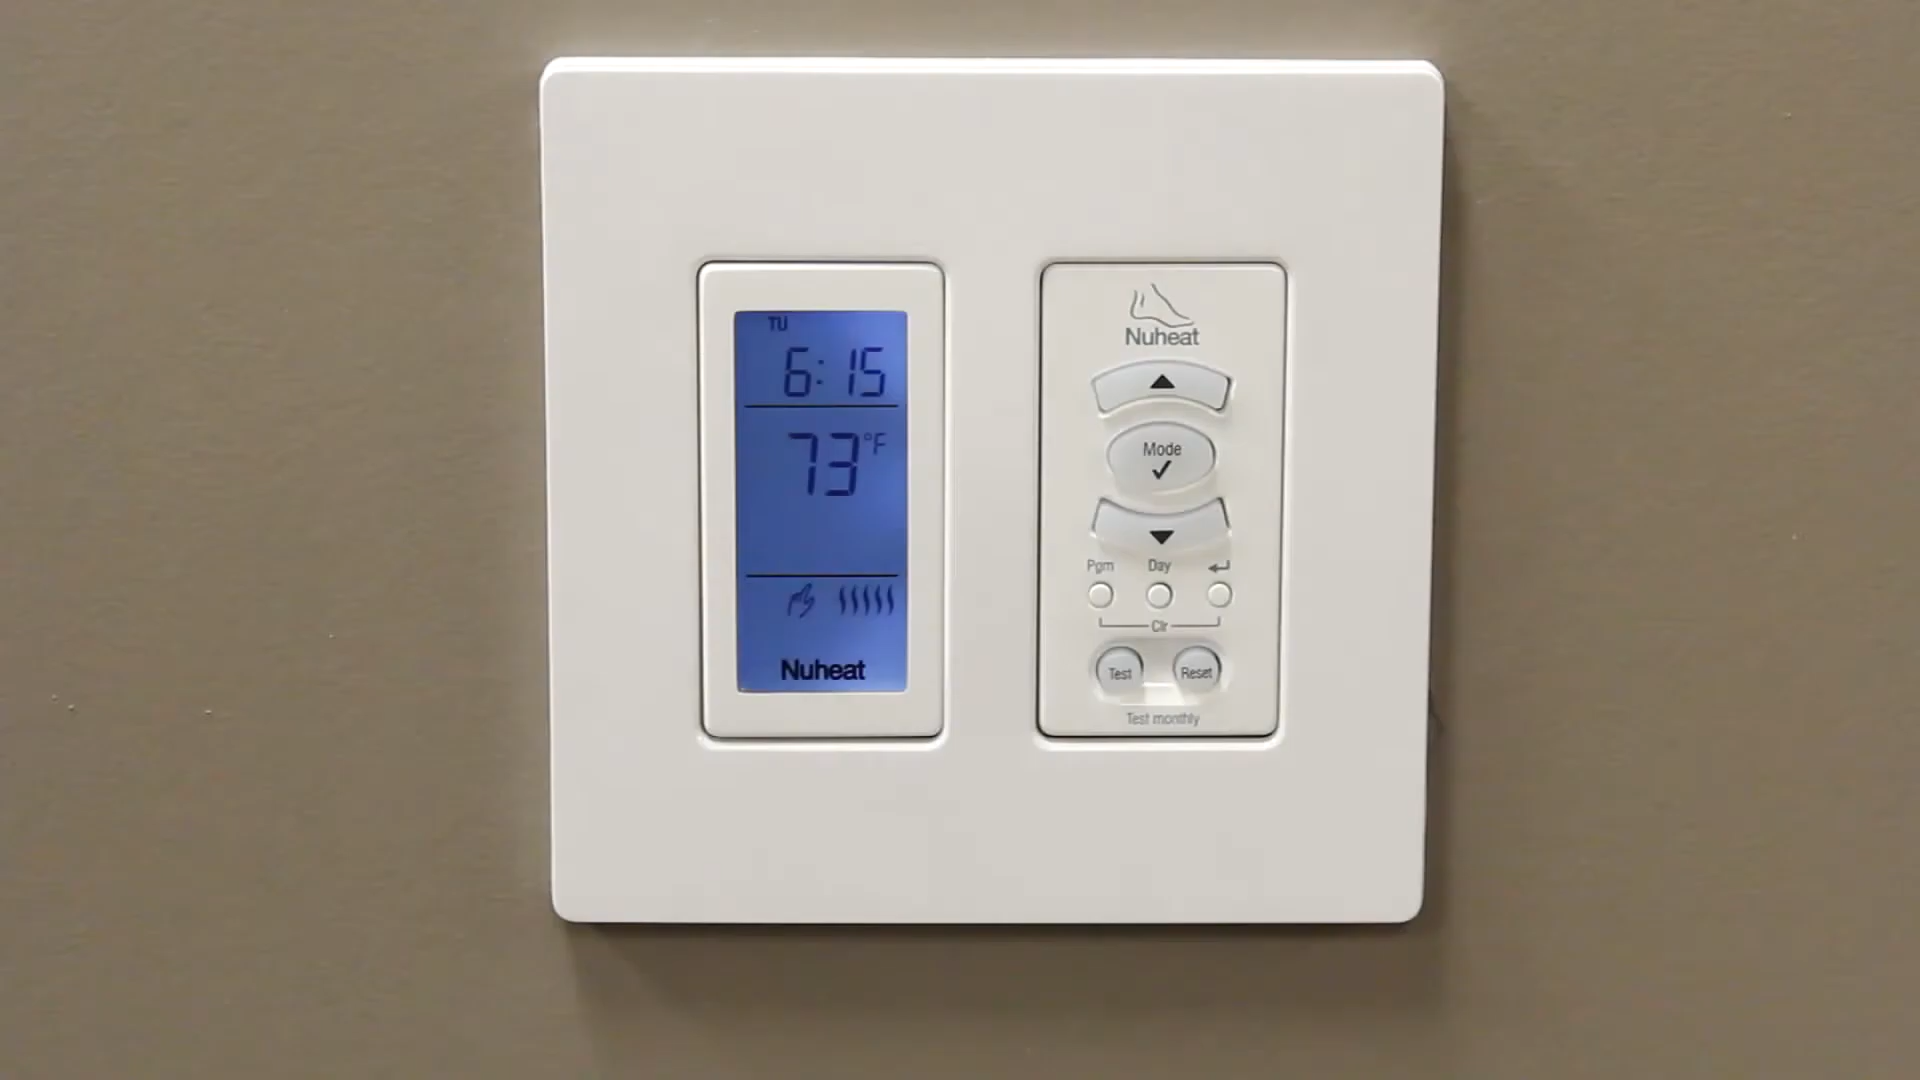 TU
6:15
73°F
Nuheat
Nuheat
▲
Mode
✓
▼
Pgm Day ↵
Clr
Test Reset
Test monthly